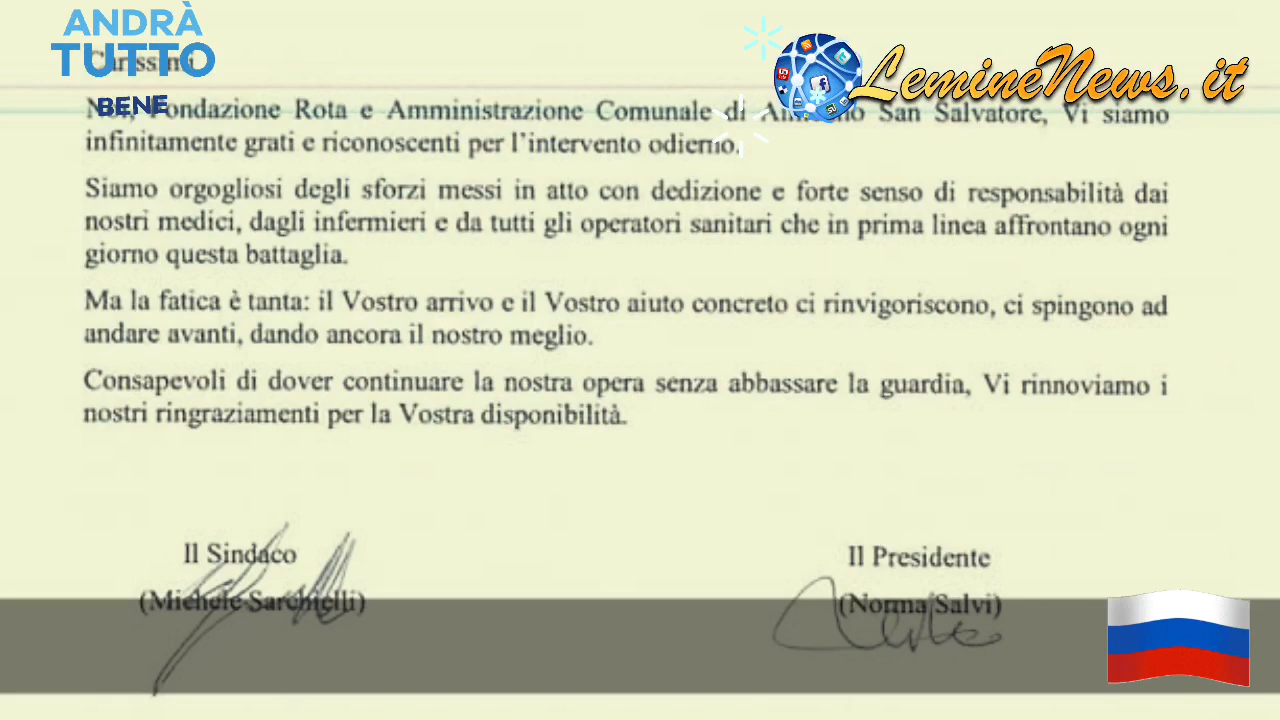 ANDRÀ
TUTTO
BENE
LemineNews.it
Carissimi
Fondazione Rota e Amministrazione Comunale di San Salvatore, Vi siamo
infinitamente grati e riconoscenti per l'intervento odierno.
Siamo orgogliosi degli sforzi messi in atto con dedizione e forte senso di responsabilità dai
nostri medici, dagli infermieri e da tutti gli operatori sanitari che in prima linea affrontano ogni
giorno questa battaglia.
Ma la fatica è tanta: il Vostro arrivo e il Vostro aiuto concreto ci rinvigoriscono, ci spingono ad
andare avanti, dando ancora il nostro meglio.
Consapevoli di dover continuare la nostra opera senza abbassare la guardia, Vi rinnoviamo i
nostri ringraziamenti per la Vostra disponibilità.
Il Sindaco
Il Presidente
(Michele Sarchielli)
(Norma Salvi)